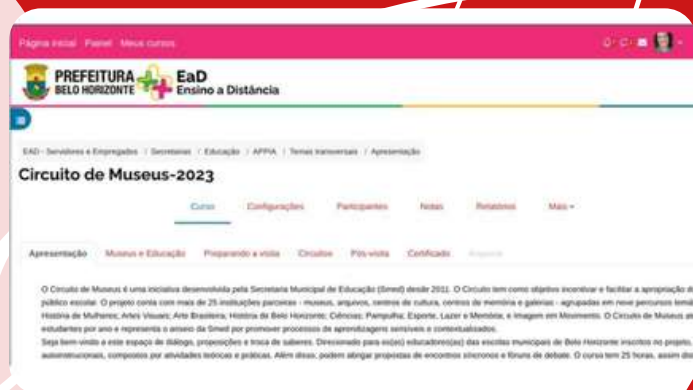 Página inicial Painel Meus cursos
PREFEITURA
BELO HORIZONTE
EaD
Ensino a Distância
EAD - Servidores e Empregados / Secretarias / Educação / APPIA / Temas transversais / Apresentação
Circuito de Museus-2023
Curso Configurações Participantes Notas Relatórios Mais
Apresentação Museus e Educação Preparando a visita Circuitos Pós-visita Certificado
O Circuito de Museus é uma iniciativa desenvolvida pela Secretaria Municipal de Educação (Smed) desde 2011. O Circuito tem como objetivo incentivar e facilitar a apropriação
público escolar. O projeto conta com mais de 25 instituições parceiras - museus, arquivos, centros de cultura, centros de memória e galerias - agrupadas em nove percursos
História de Mulheres; Artes Visuais; Arte Brasileira; História de Belo Horizonte; Ciências; Pampulha; Esporte, Lazer e Memória; e Imagem em Movimento. O Circuito de Museus
estudantes por ano e representa o anseio da Smed por promover processos de aprendizagens sensíveis e contextualizados.
Seja bem-vindo a este espaço de diálogo, proposições e troca de saberes. Direcionado para os(as) educadores(as) das escolas municipais de Belo Horizonte inscritos no projeto,
autoinstrucionais, compostos por atividades teóricas e práticas. Além disso, podem abrigar propostas de encontros síncronos e fóruns de debate. O curso tem 25 horas, assim